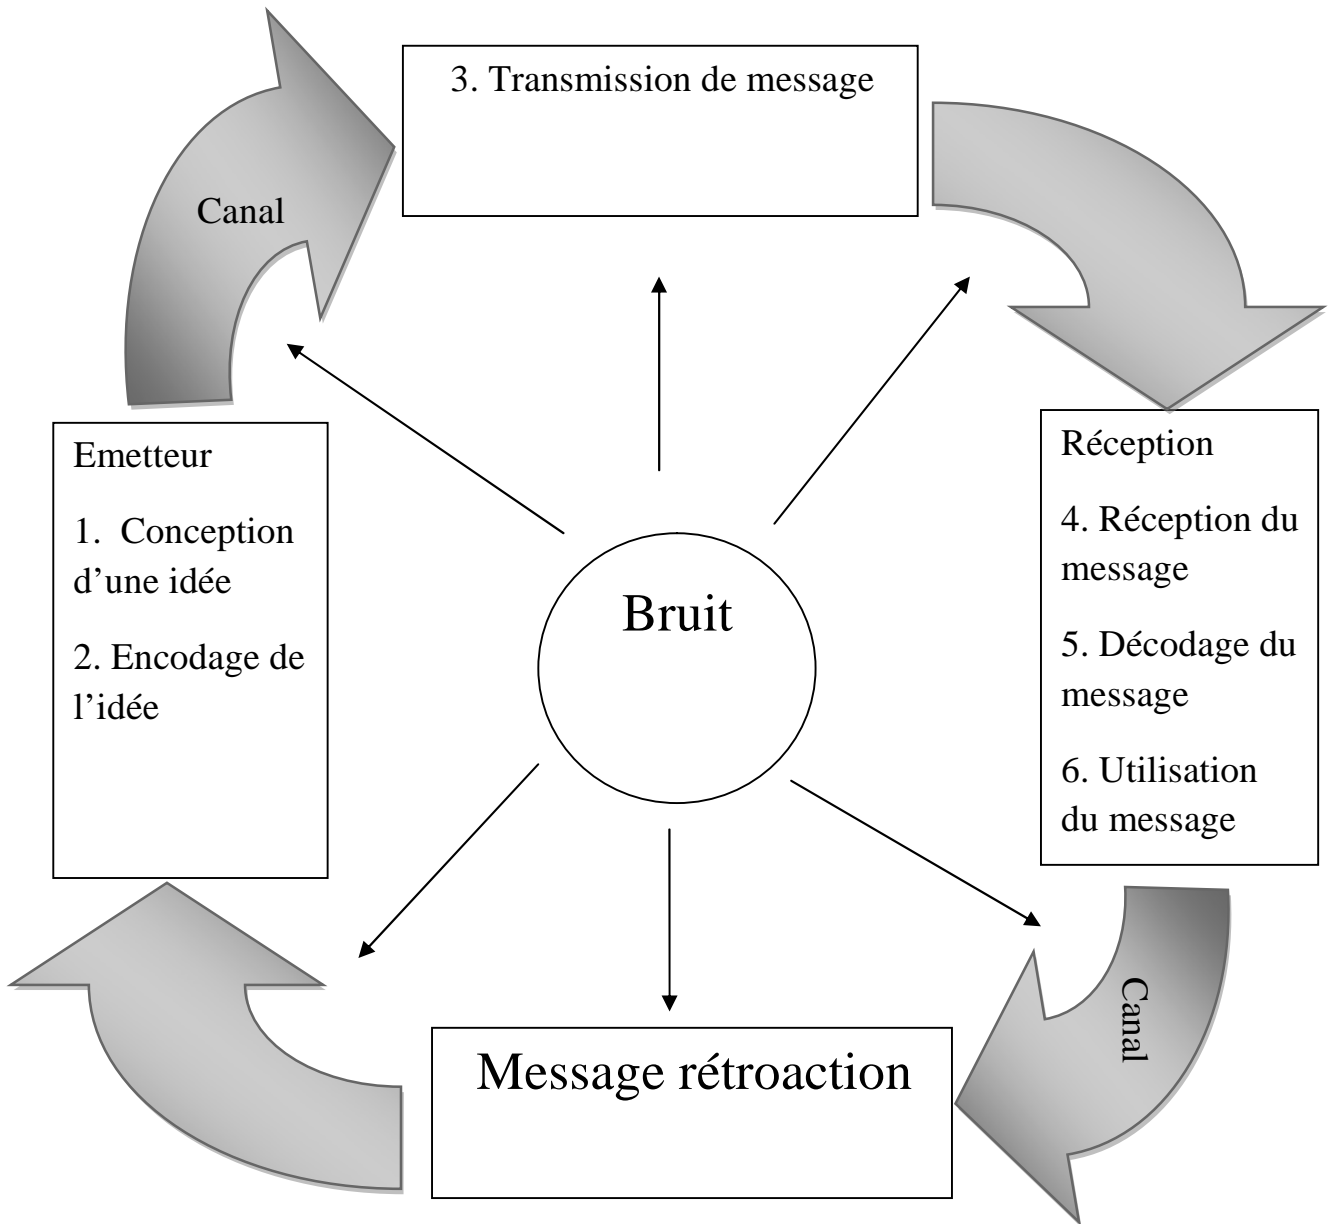 3. Transmission de message
Canal
Emetteur
1. Conception
d’une idée
2. Encodage de
l’idée
Bruit
Réception
4. Réception du
message
5. Décodage du
message
6. Utilisation
du message
Canal
Message rétroaction